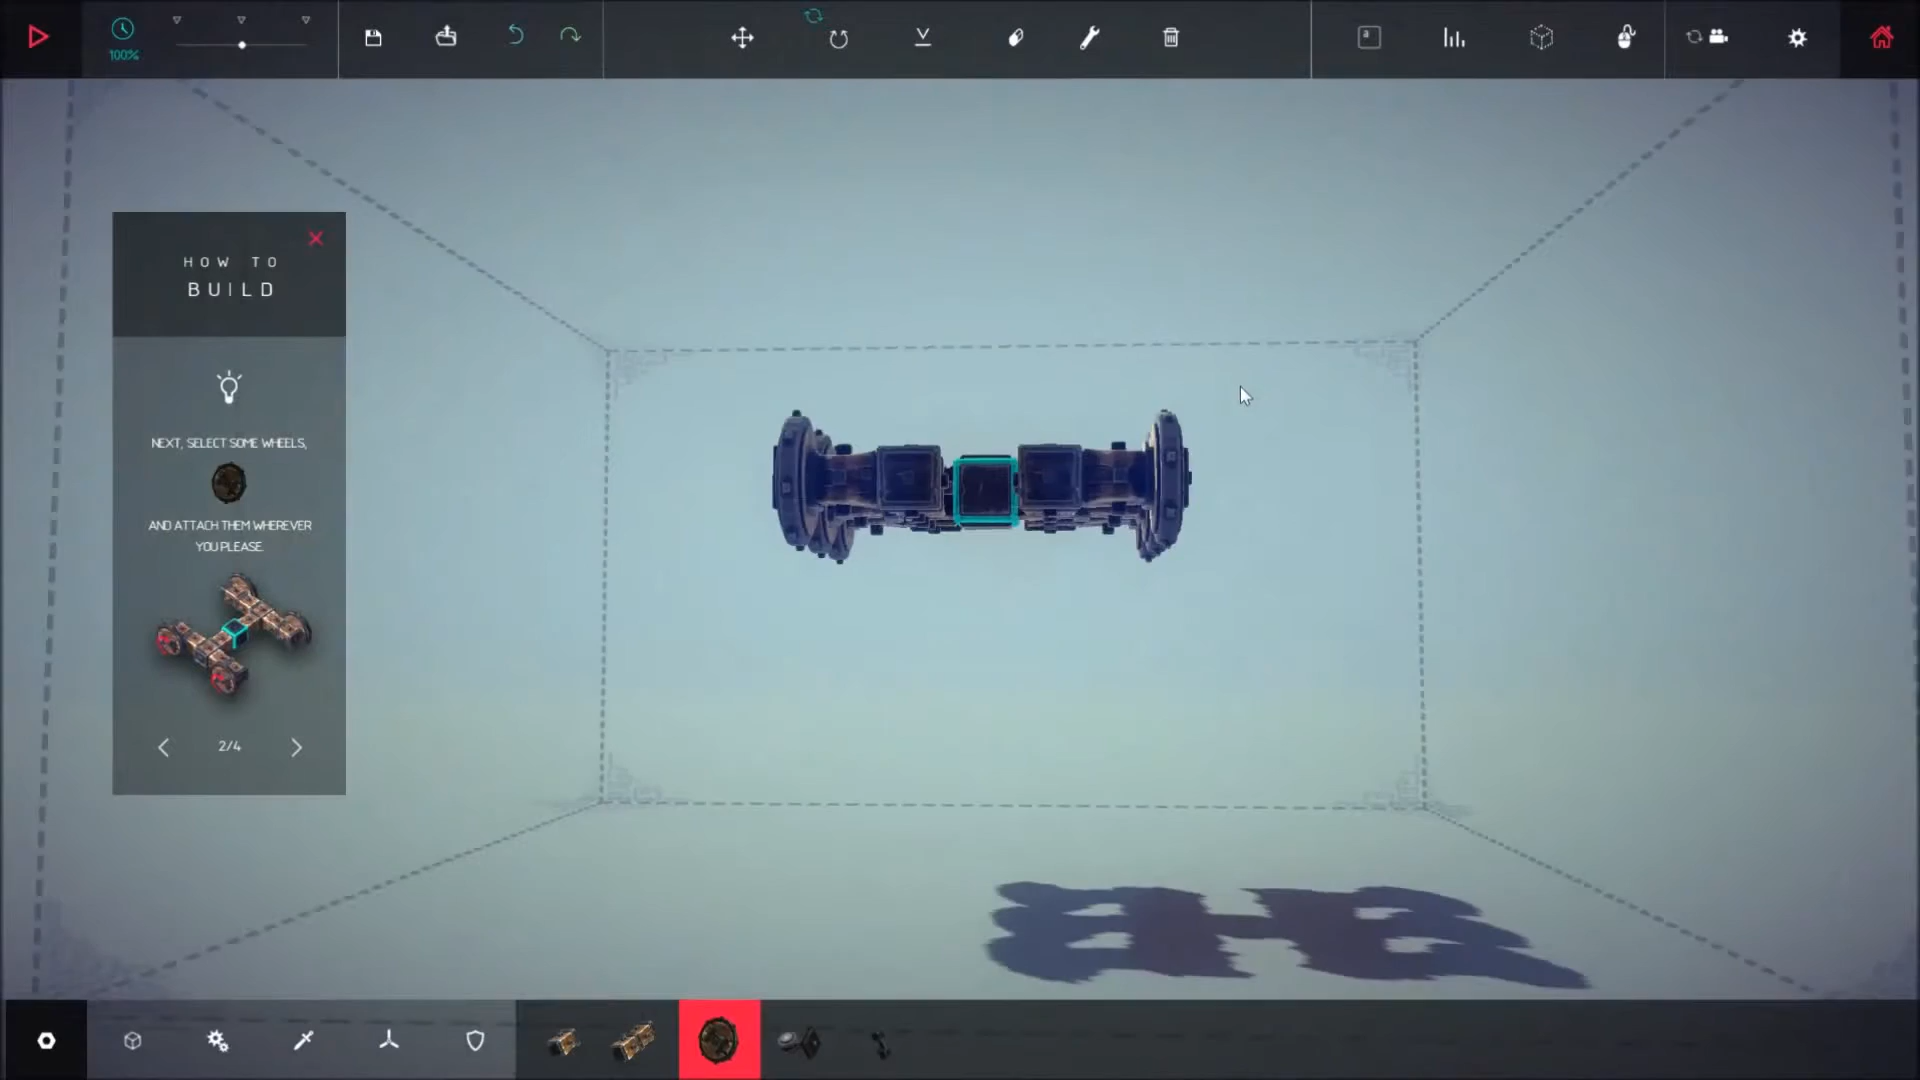 100%
a
HOW TO
BUILD
NEXT, SELECT SOME WHEELS,
AND ATTACH THEM WHEREVER
YOU PLEASE.
2/4